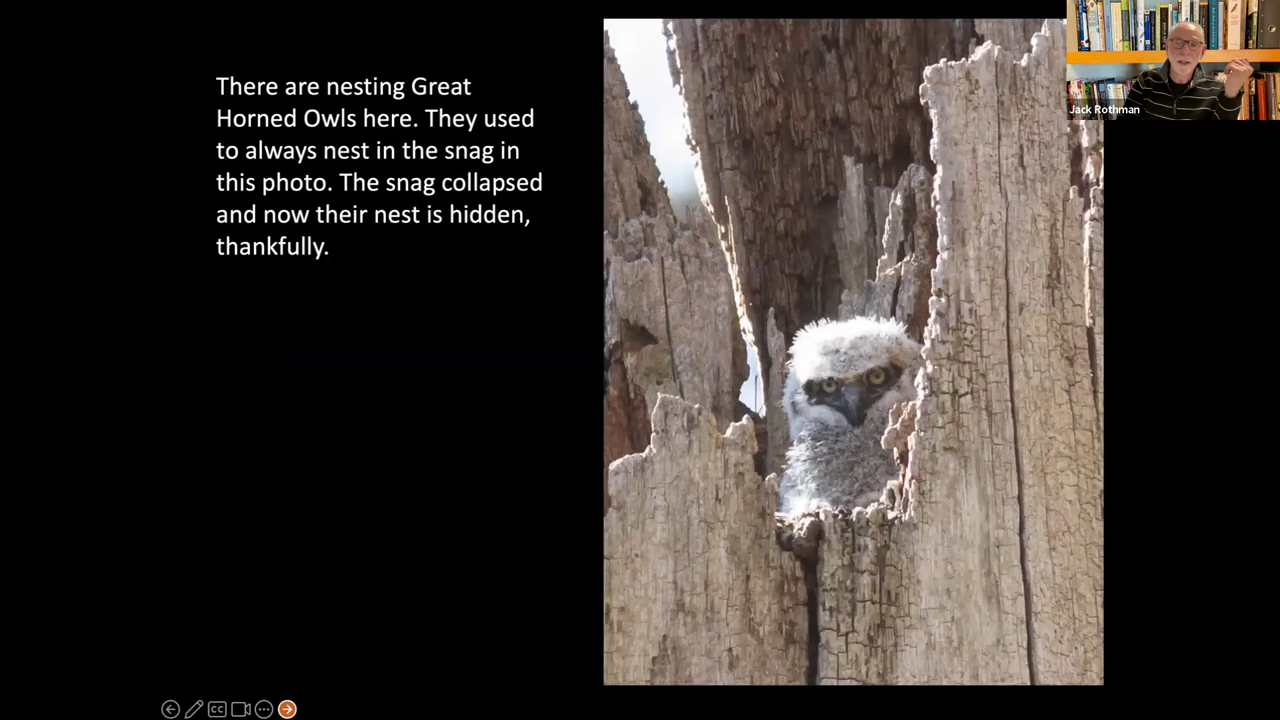 There are nesting Great
Horned Owls here. They used
to always nest in the snag in
this photo. The snag collapsed
and now their nest is hidden,
thankfully.
Jack Rothman
CC